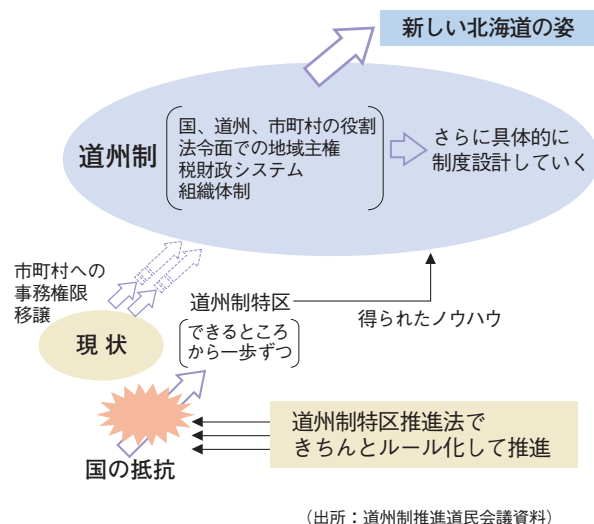 新しい北海道の姿
道州制
国、道州、市町村の役割
法令面での地域主権
税財政システム
組織体制
さらに具体的に
制度設計していく
市町村への
事務権限
移譲
道州制特区
できるところ
から一歩ずつ
得られたノウハウ
現状
道州制特区推進法で
きちんとルール化して推進
国の抵抗
（出所：道州制推進道民会議資料）